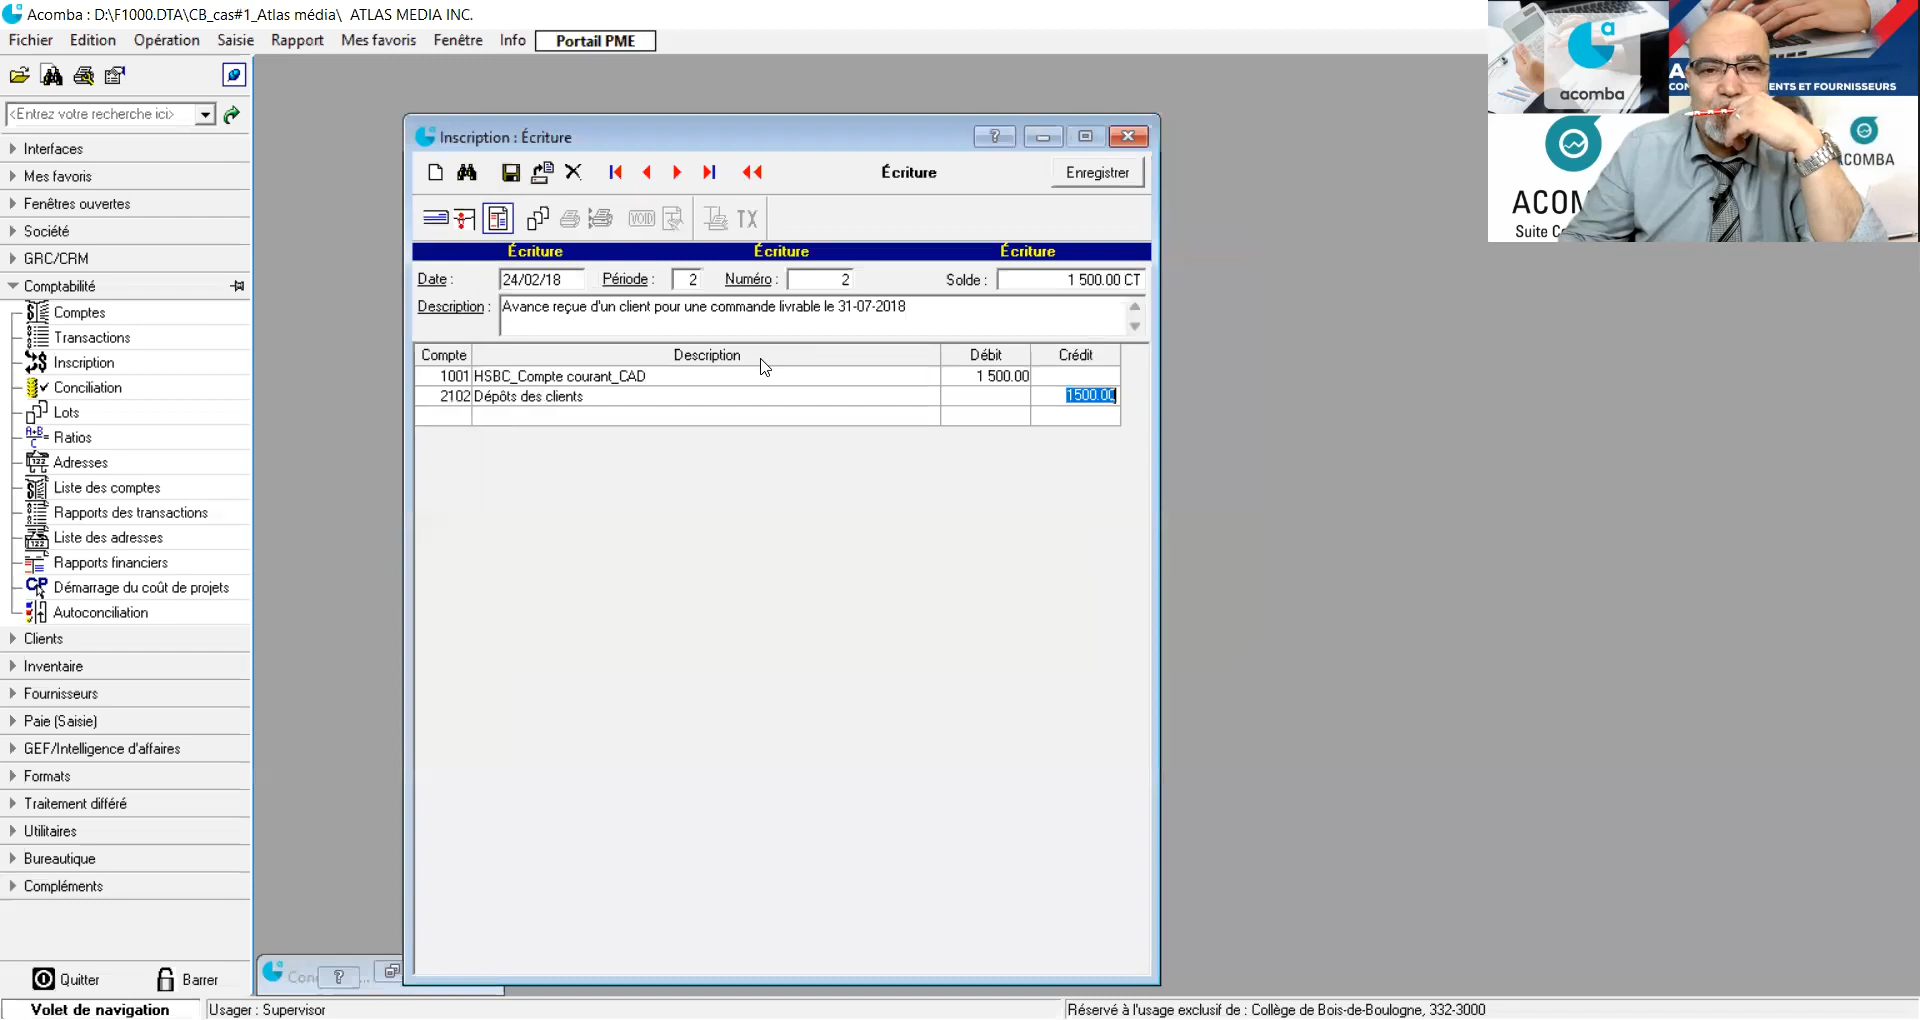 Acomba : D:\F1000.DTA\CB_cas#1_Atlas média\ ATLAS MEDIA INC.
Fichier Edition Opération Saisie Rapport Mes favoris Fenêtre Info Portail PME
<Entrez votre recherche ici>
Interfaces
Mes favoris
Fenêtres ouvertes
Société
GRC/CRM
Comptabilité
Comptes
Transactions
Inscription
Conciliation
Lots
Ratios
Adresses
Liste des comptes
Rapports des transactions
Liste des adresses
Rapports financiers
Démarrage du coût de projets
Autoconciliation
Clients
Inventaire
Fournisseurs
Paie (Saisie)
GEF/Intelligence d'affaires
Formats
Traitement différé
Utilitaires
Bureautique
Compléments
Quitter Barrer
Volet de navigation
Usager : Supervisor
Réservé à l'usage exclusif de : Collège de Bois-de-Boulogne, 332-3000
Inscription : Écriture
Écriture Enregistrer
VOID TX
Écriture Écriture Écriture
Date : 24/02/18 Période : 2 Numéro : 2 Solde : 1 500.00 CT
Description : Avance reçue d'un client pour une commande livrable le 31-07-2018
Compte Description Débit Crédit
1001 HSBC_Compte courant_CAD 1 500.00
2102 Dépôts des clients 1500.00
acomba
ENTS ET FOURNISSEURS
COMBA
ACOM
Suite Co